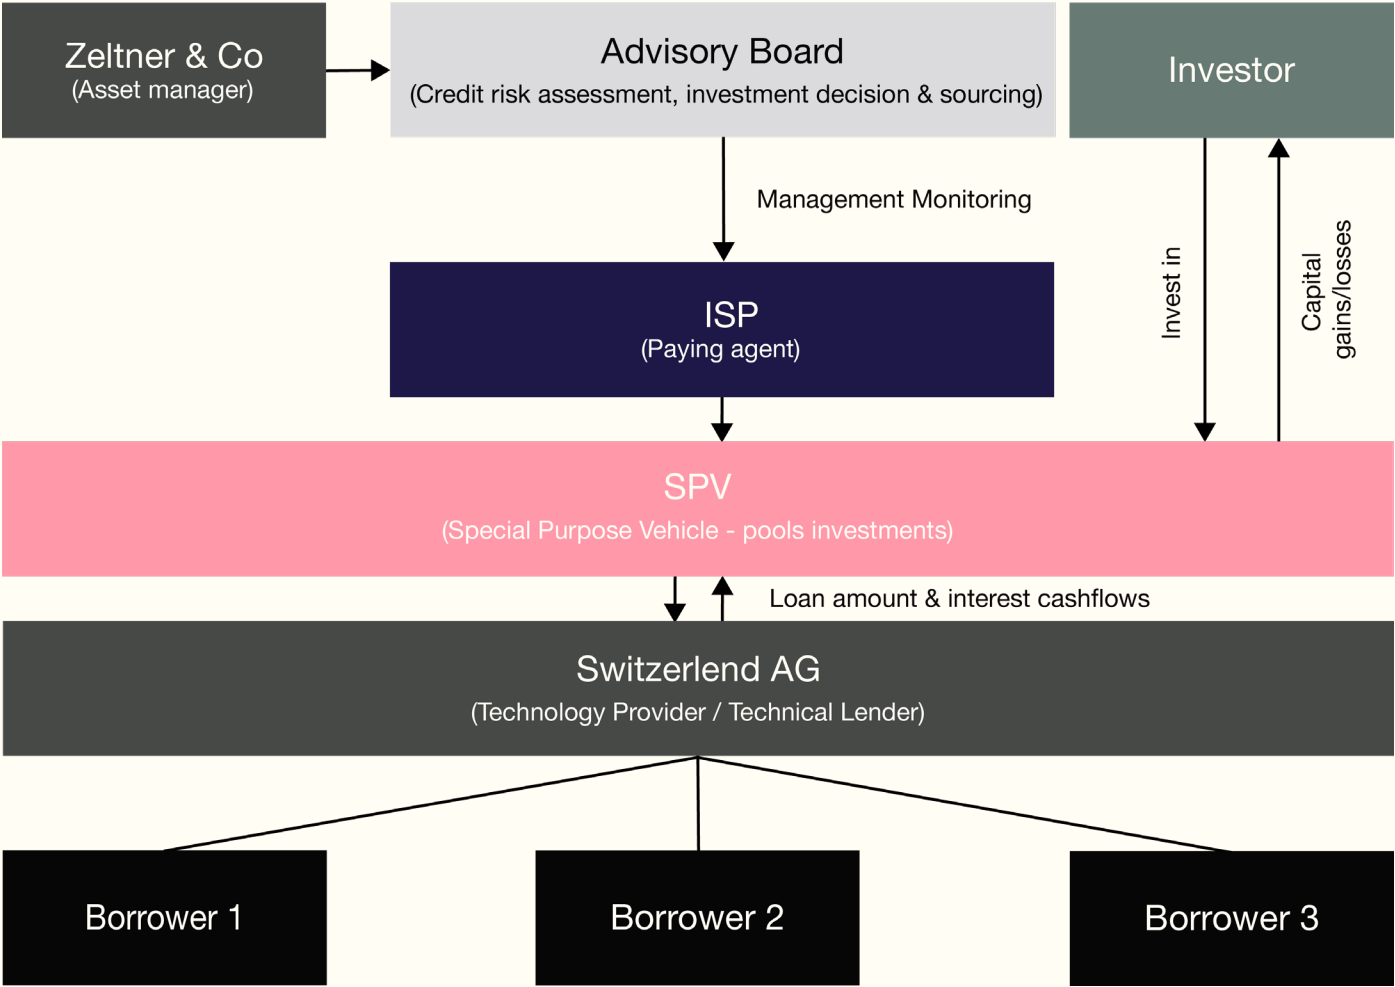 Zeltner & Co
(Asset manager)
Advisory Board
(Credit risk assessment, investment decision & sourcing)
Investor
Management Monitoring
Invest in
Capital
gains/losses
ISP
(Paying agent)
SPV
(Special Purpose Vehicle - pools investments)
Loan amount & interest cashflows
Switzerlend AG
(Technology Provider / Technical Lender)
Borrower 1
Borrower 2
Borrower 3